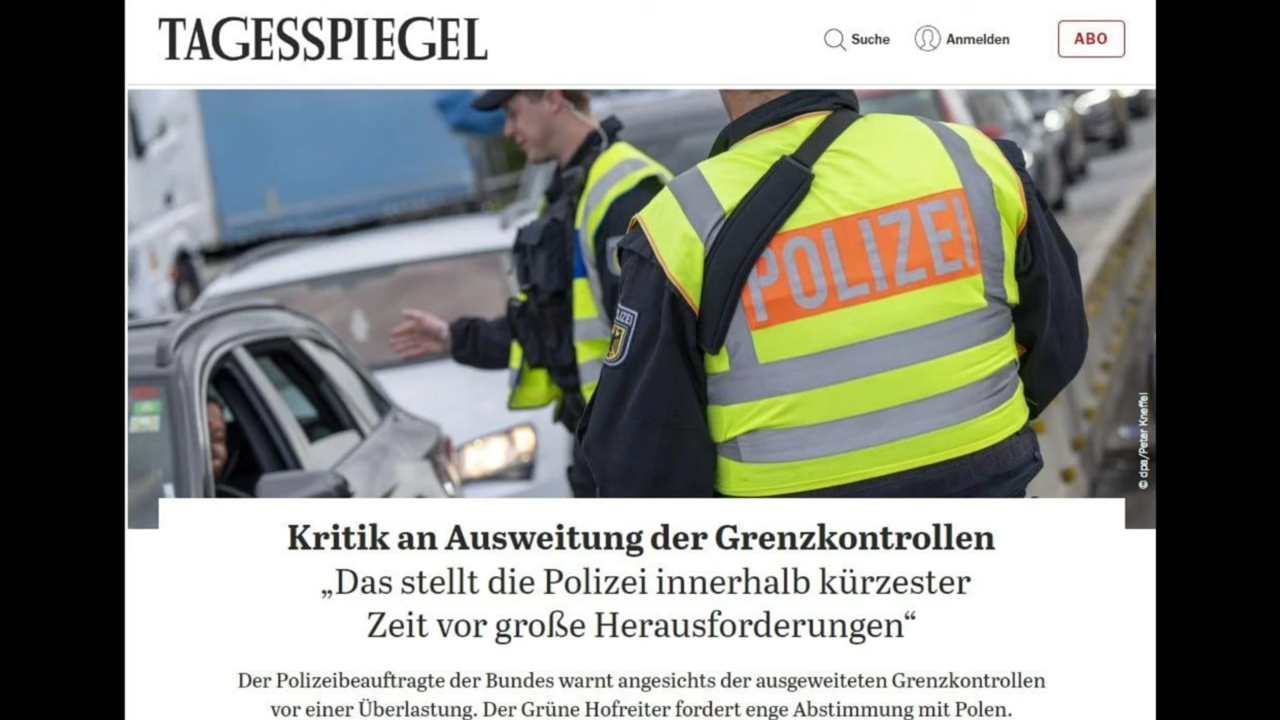 TAGESSPIEGEL
Suche
Anmelden
ABO
POLIZEI
© dpa/Peter Kneffel
Kritik an Ausweitung der Grenzkontrollen
„Das stellt die Polizei innerhalb kürzester
Zeit vor große Herausforderungen“
Der Polizeibeauftragte der Bundes warnt angesichts der ausgeweiteten Grenzkontrollen
vor einer Überlastung. Der Grüne Hofreiter fordert enge Abstimmung mit Polen.